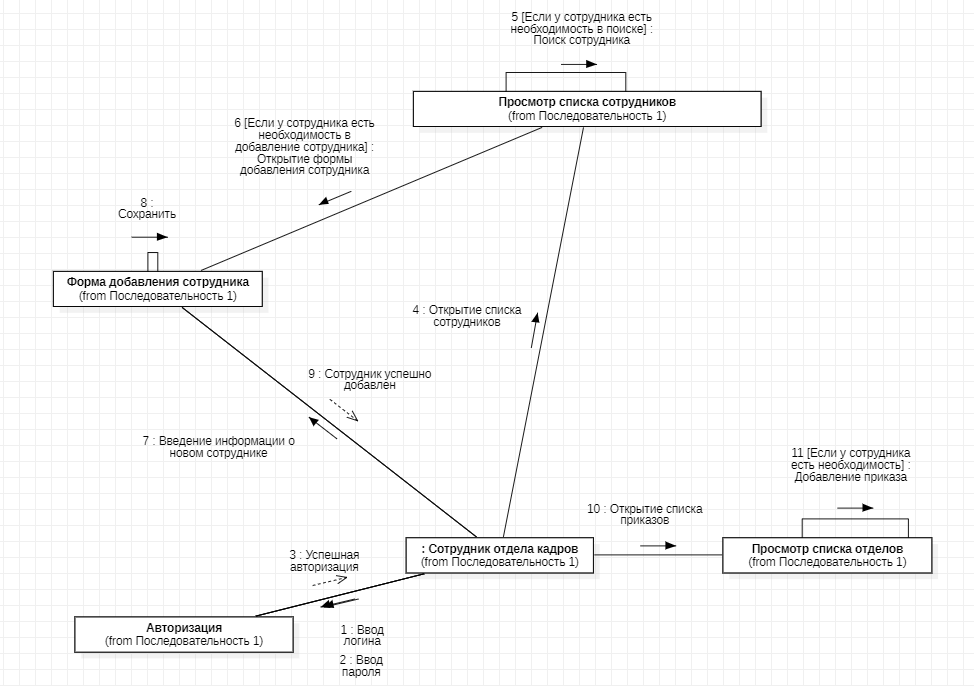 5 [Если у сотрудника есть
необходимость в поиске] :
Поиск сотрудника
Просмотр списка сотрудников
(from Последовательность 1)
6 [Если у сотрудника есть
необходимость в
добавление сотрудника] :
Открытие формы
добавления сотрудника
8 :
Сохранить
Форма добавления сотрудника
(from Последовательность 1)
4 : Открытие списка
сотрудников
9 : Сотрудник успешно
добавлен
7 : Введение информации о
новом сотруднике
11 [Если у сотрудника
есть необходимость] :
Добавление приказа
10 : Открытие списка
приказов
: Сотрудник отдела кадров
(from Последовательность 1)
Просмотр списка отделов
(from Последовательность 1)
3 : Успешная
авторизация
Авторизация
(from Последовательность 1)
1 : Ввод
логина
2 : Ввод
пароля